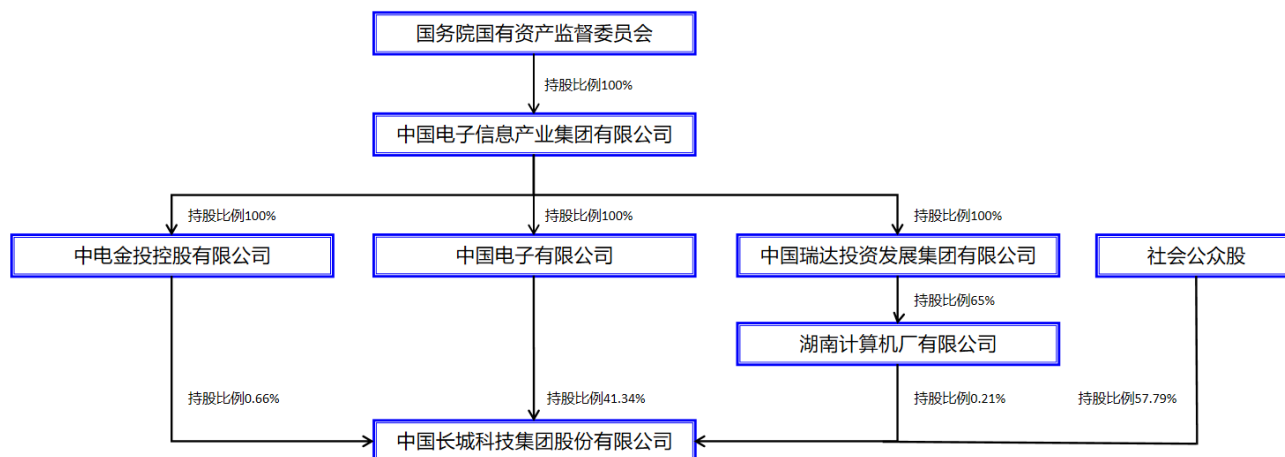 国务院国有资产监督委员会
持股比例100%
中国电子信息产业集团有限公司
持股比例100%
持股比例100%
持股比例100%
中电金投控股有限公司
中国电子有限公司
中国瑞达投资发展集团有限公司
社会公众股
持股比例65%
湖南计算机厂有限公司
持股比例0.66%
持股比例41.34%
持股比例0.21%
持股比例57.79%
中国长城科技集团股份有限公司